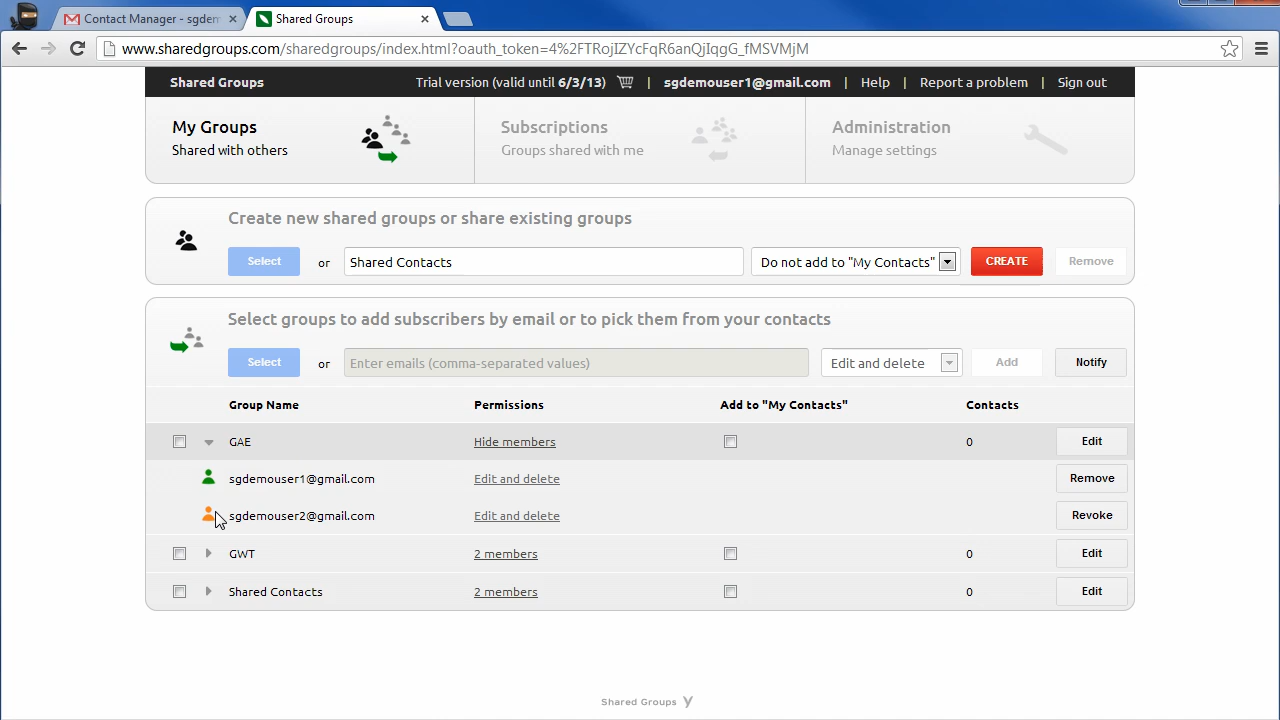 Contact Manager - sgdem
Shared Groups
www.sharedgroups.com/sharedgroups/index.html?oauth_token=4%2FTRojIZYcFqR6anQjIqgG_fMSVMjM
Shared Groups
Trial version (valid until 6/3/13) | sgdemouser1@gmail.com | Help | Report a problem | Sign out
My Groups
Shared with others
Subscriptions
Groups shared with me
Administration
Manage settings
Create new shared groups or share existing groups
Select or Shared Contacts Do not add to "My Contacts" CREATE Remove
Select groups to add subscribers by email or to pick them from your contacts
Select or Enter emails (comma-separated values) Edit and delete Add Notify
Group Name Permissions Add to "My Contacts" Contacts
GAE Hide members 0 Edit
sgdemouser1@gmail.com Edit and delete Remove
sgdemouser2@gmail.com Edit and delete Revoke
GWT 2 members 0 Edit
Shared Contacts 2 members 0 Edit
Shared Groups